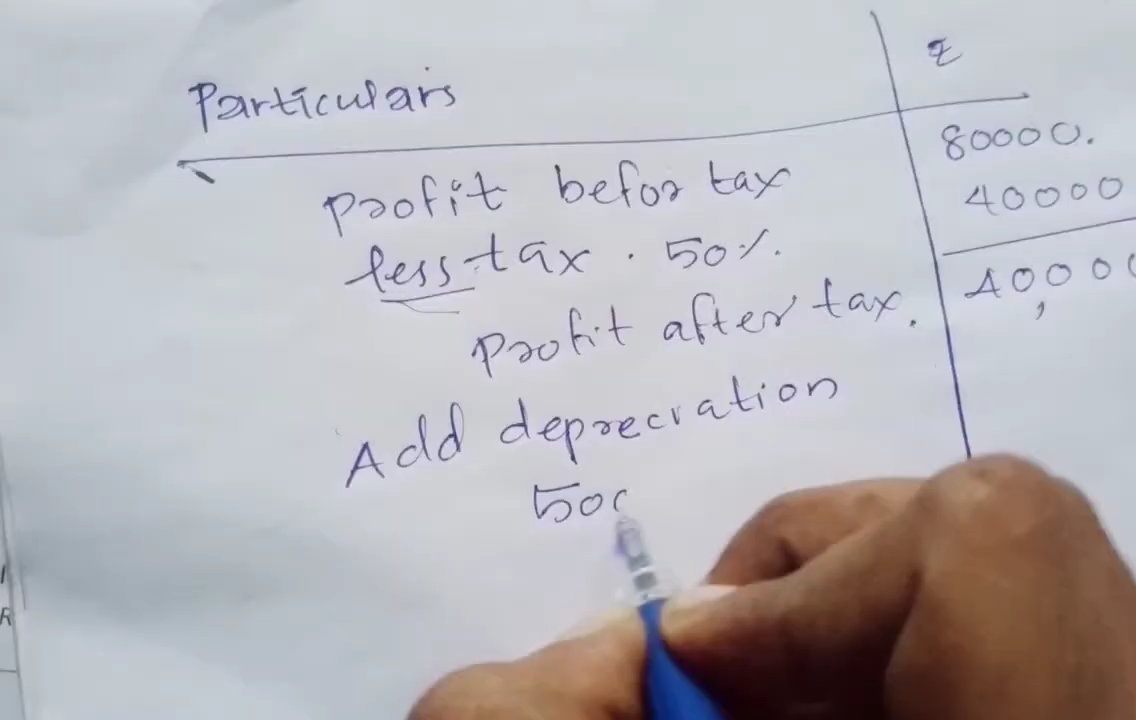 Particulars ₹
Profit befor tax 80000.
less tax . 50%. 40000
Profit after tax. 40,000
Add depreciation
500
R